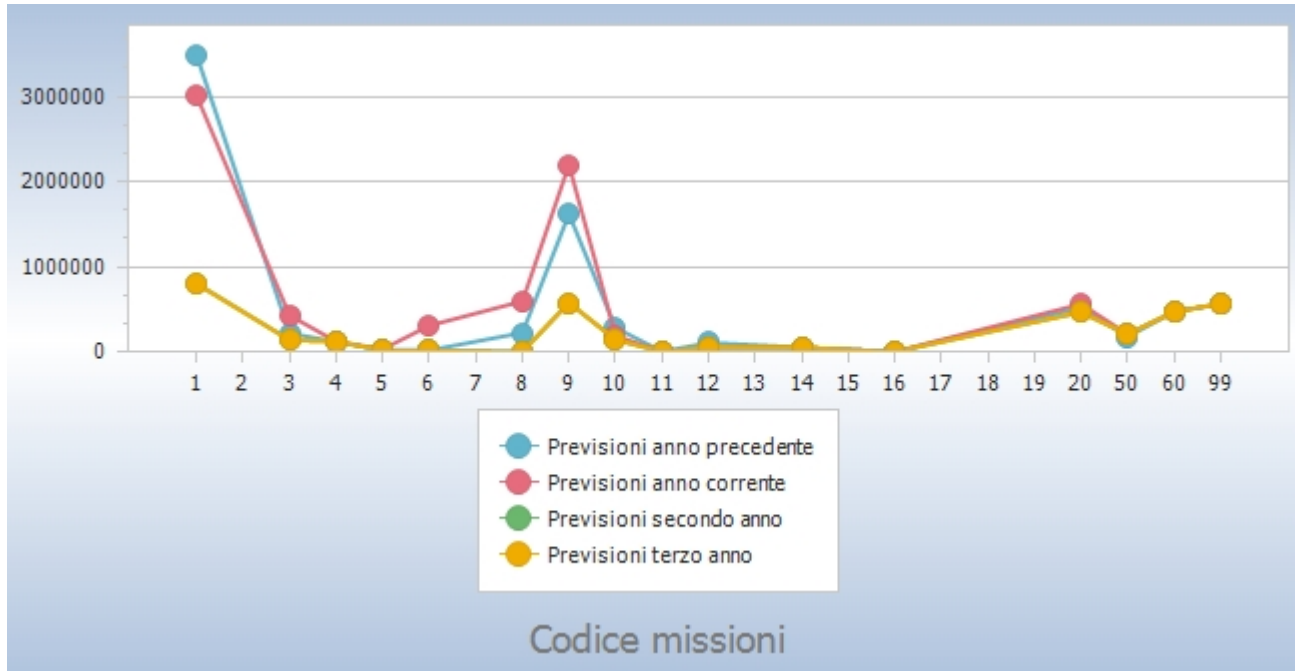 3000000
2000000
1000000
0
1 2 3 4 5 6 7 8 9 10 11 12 13 14 15 16 17 18 19 20 50 60 99
Previsioni anno precedente
Previsioni anno corrente
Previsioni secondo anno
Previsioni terzo anno
Codice missioni